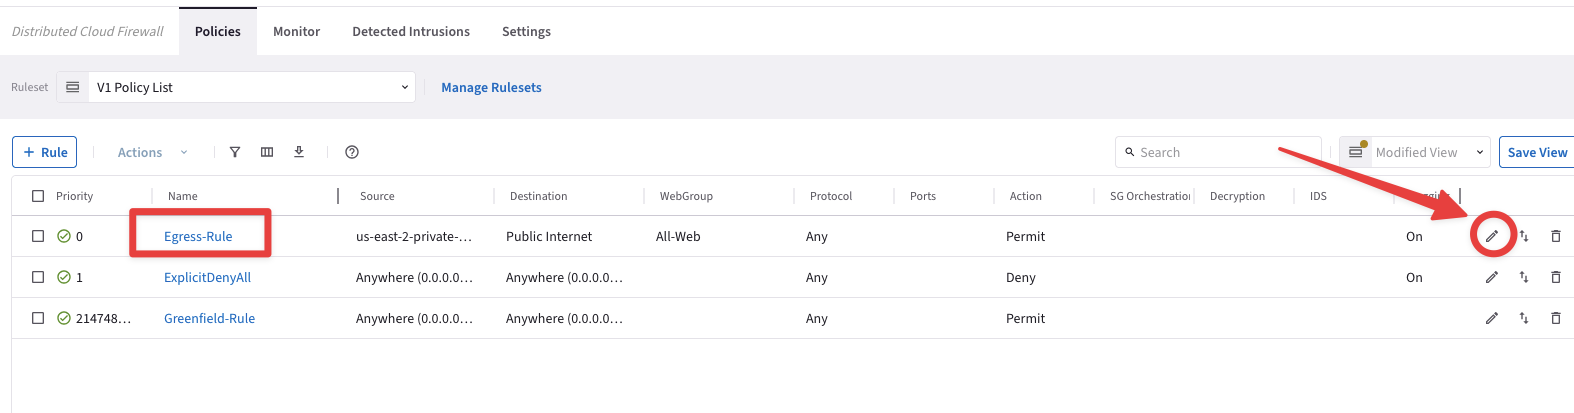 Distributed Cloud Firewall Policies Monitor Detected Intrusions Settings
Ruleset V1 Policy List Manage Rulesets
+ Rule Actions Search Modified View Save View
Priority Name Source Destination WebGroup Protocol Ports Action SG Orchestration Decryption IDS
0 Egress-Rule us-east-2-private-... Public Internet All-Web Any Permit On
1 ExplicitDenyAll Anywhere (0.0.0.0... Anywhere (0.0.0.0... Any Deny On
214748... Greenfield-Rule Anywhere (0.0.0.0... Anywhere (0.0.0.0... Any Permit